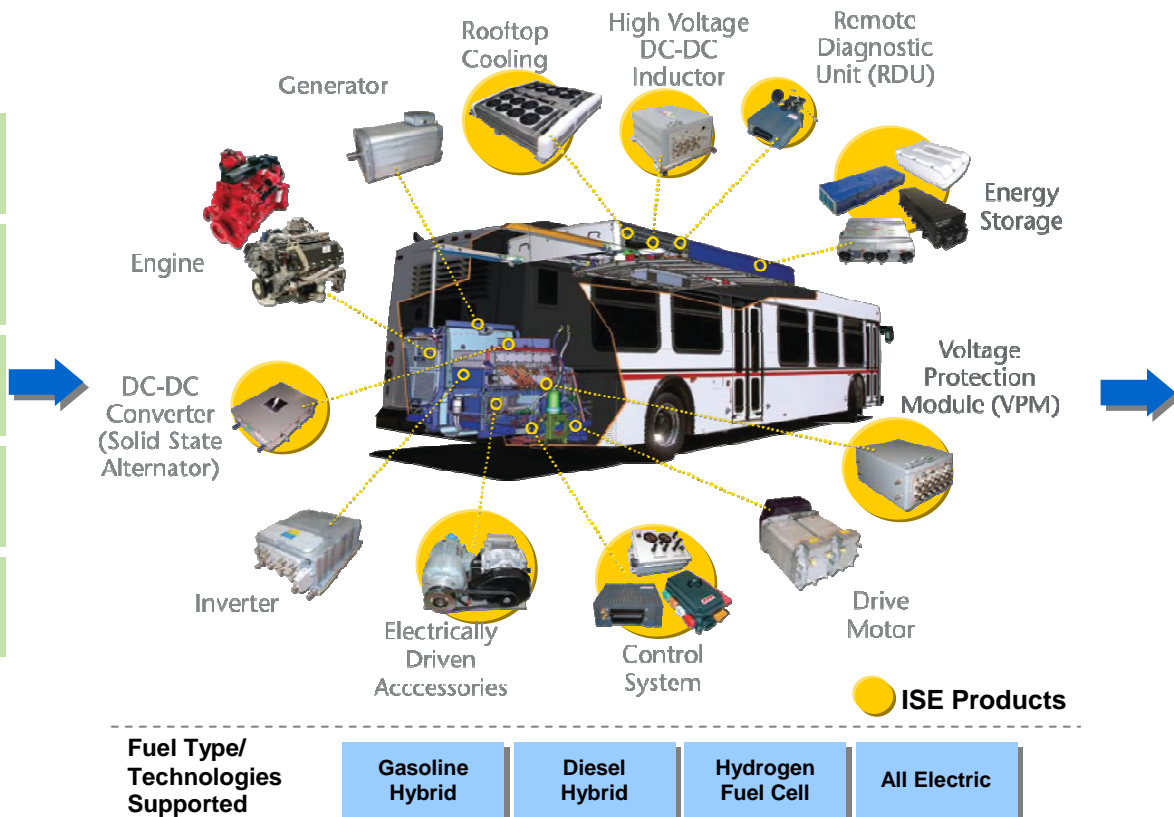 Rooftop
Cooling
High Voltage
DC-DC
Inductor
Remote
Diagnostic
Unit (RDU)
Generator
Energy
Storage
Engine
Voltage
Protection
Module (VPM)
DC-DC
Converter
(Solid State
Alternator)
Inverter
Electrically
Driven
Acccessories
Control
System
Drive
Motor
ISE Products
Fuel Type/
Technologies
Supported
Gasoline
Hybrid
Diesel
Hybrid
Hydrogen
Fuel Cell
All Electric